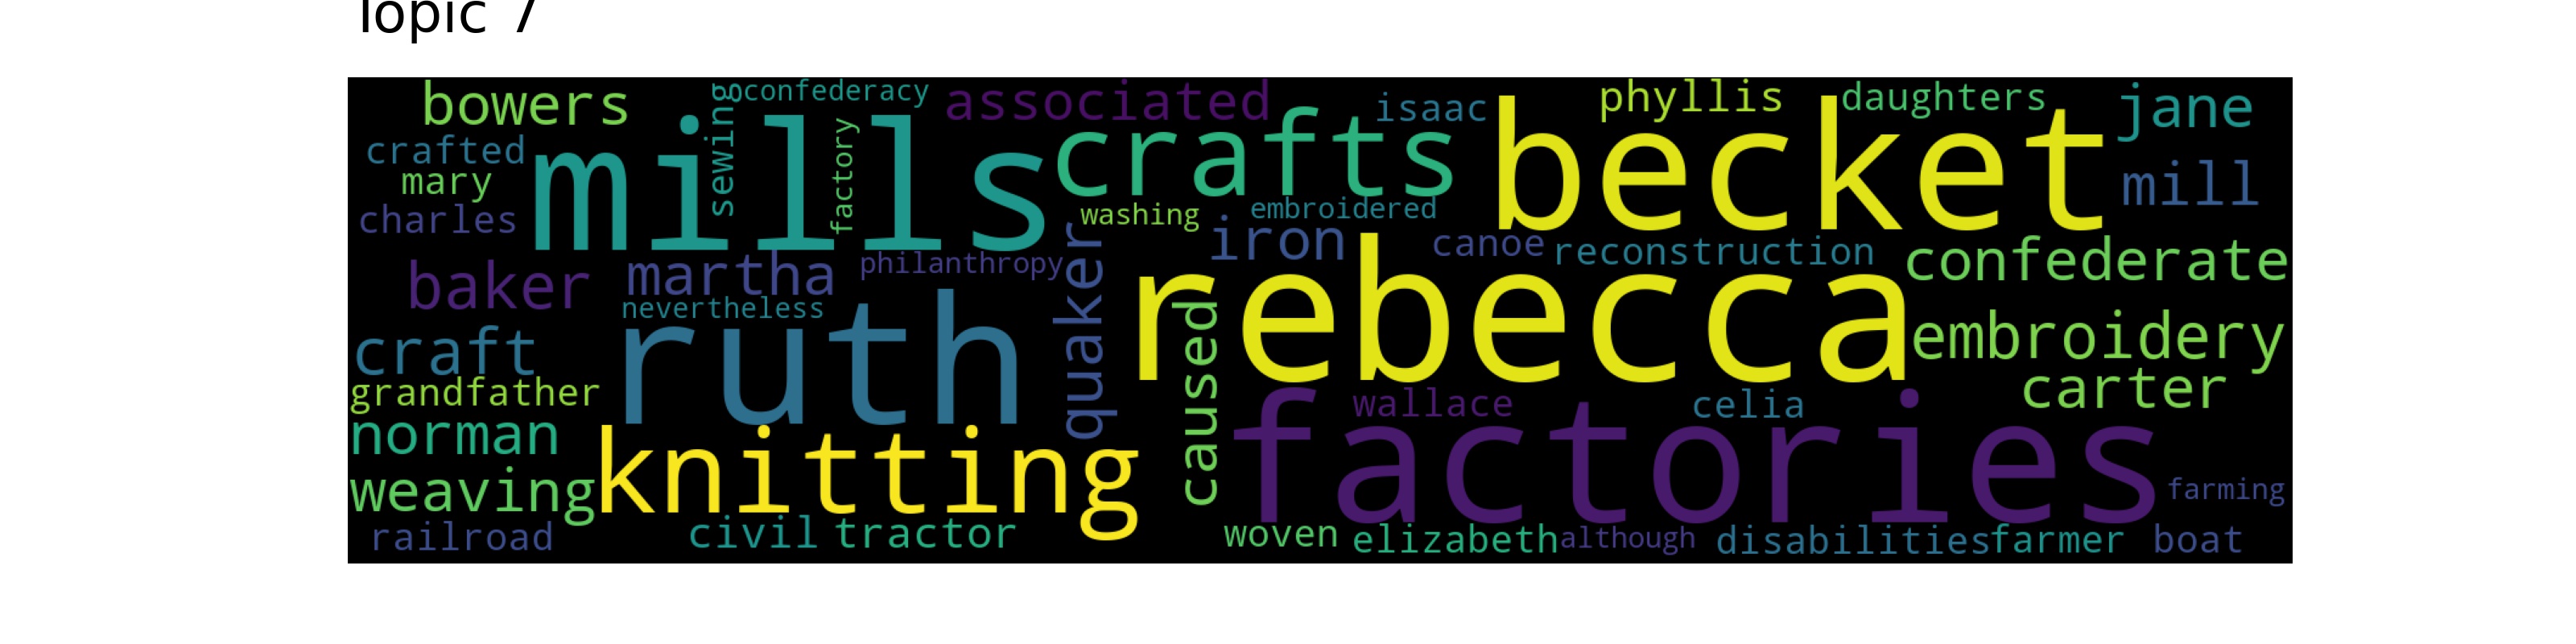 Topic 7
bowers sewing confederacy associated isaac phyllis daughters jane
crafted mills factory crafts becket mill
mary
charles washing embroidered
baker martha philanthropy quaker iron canoe reconstruction confederate
nevertheless
craft ruth caused rebecca embroidery
grandfather wallace celia carter
norman
weaving knitting factories farming
railroad civil tractor woven elizabeth although disabilities farmer boat